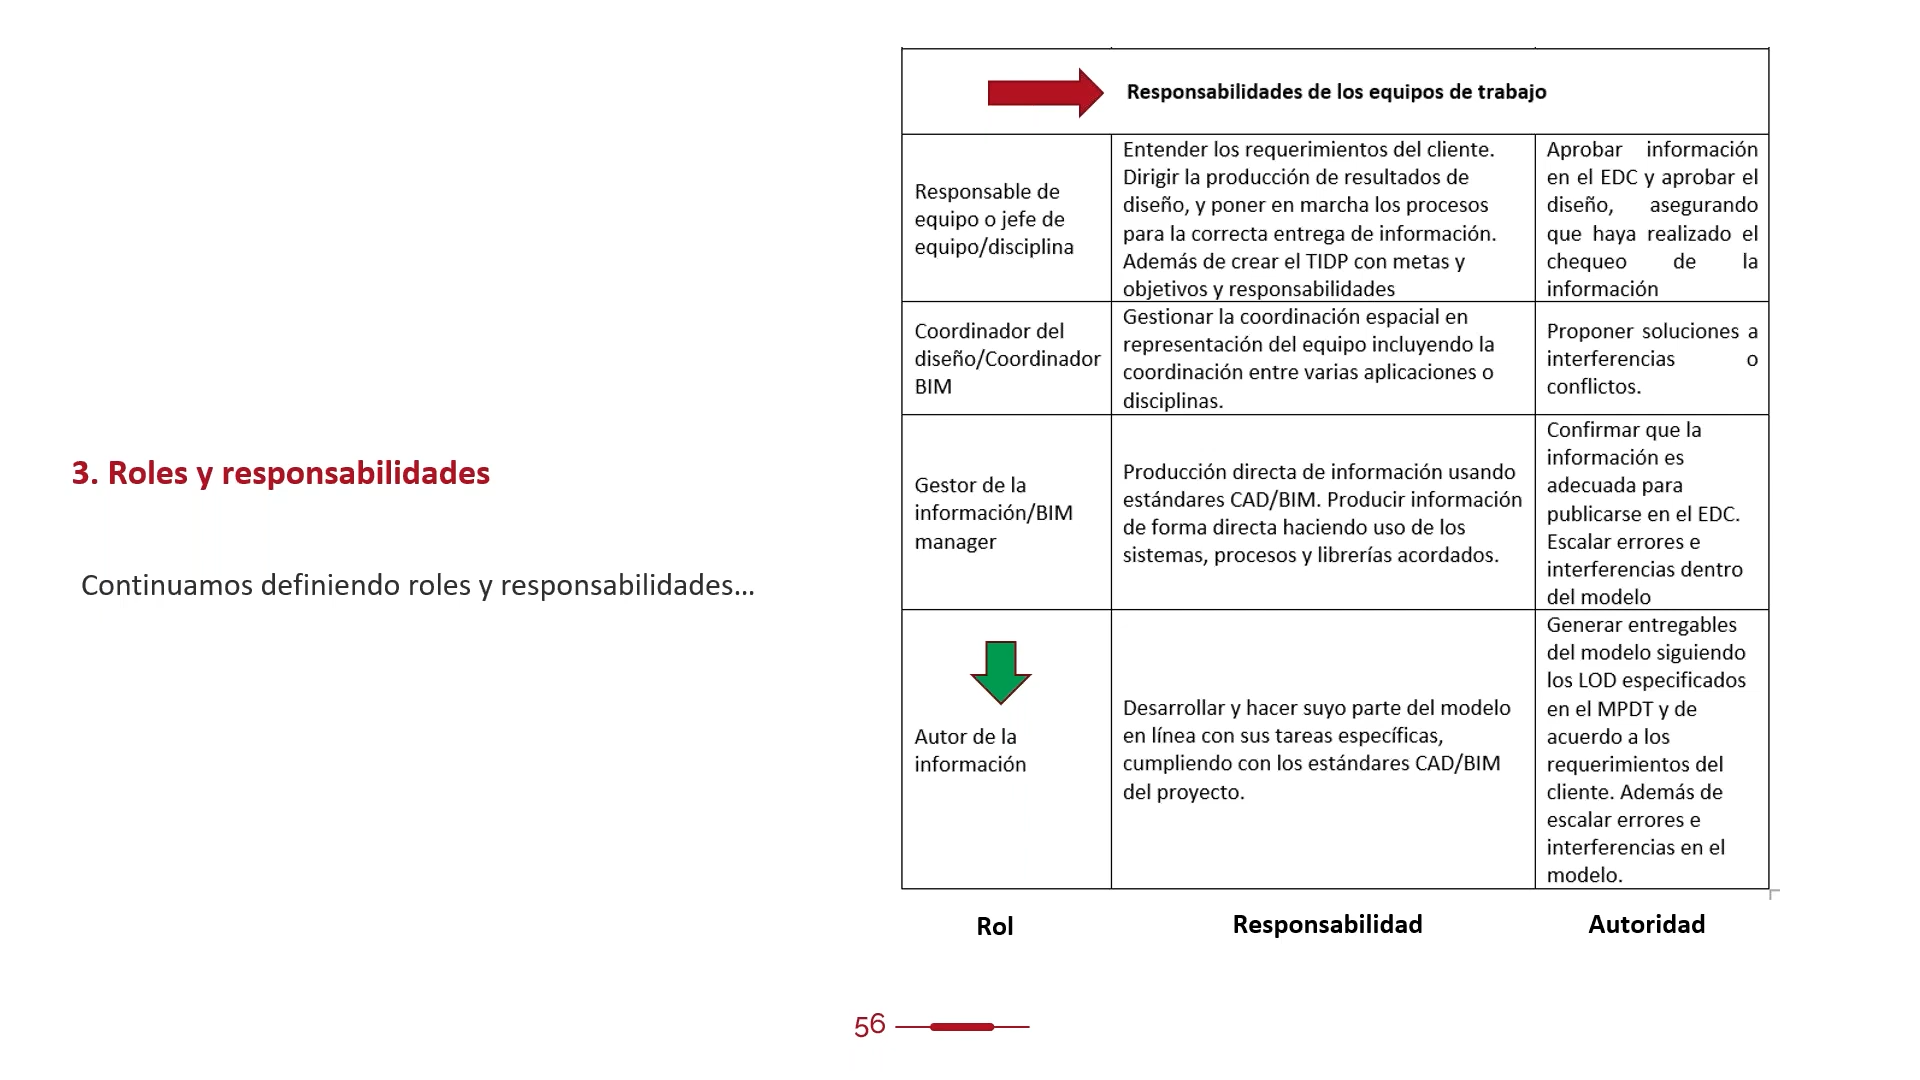 3. Roles y responsabilidades
Continuamos definiendo roles y responsabilidades...
Responsabilidades de los equipos de trabajo
Responsable de
equipo o jefe de
equipo/disciplina
Entender los requerimientos del cliente.
Dirigir la producción de resultados de
diseño, y poner en marcha los procesos
para la correcta entrega de información.
Además de crear el TIDP con metas y
objetivos y responsabilidades
Aprobar información
en el EDC y aprobar el
diseño, asegurando
que haya realizado el
chequeo de la
información
Coordinador del
diseño/Coordinador
BIM
Gestionar la coordinación espacial en
representación del equipo incluyendo la
coordinación entre varias aplicaciones o
disciplinas.
Proponer soluciones a
interferencias o
conflictos.
Gestor de la
información/BIM
manager
Producción directa de información usando
estándares CAD/BIM. Producir información
de forma directa haciendo uso de los
sistemas, procesos y librerías acordados.
Confirmar que la
información es
adecuada para
publicarse en el EDC.
Escalar errores e
interferencias dentro
del modelo
Autor de la
información
Desarrollar y hacer suyo parte del modelo
en línea con sus tareas específicas,
cumpliendo con los estándares CAD/BIM
del proyecto.
Generar entregables
del modelo siguiendo
los LOD especificados
en el MPDT y de
acuerdo a los
requerimientos del
cliente. Además de
escalar errores e
interferencias en el
modelo.
Rol
Responsabilidad
Autoridad
56